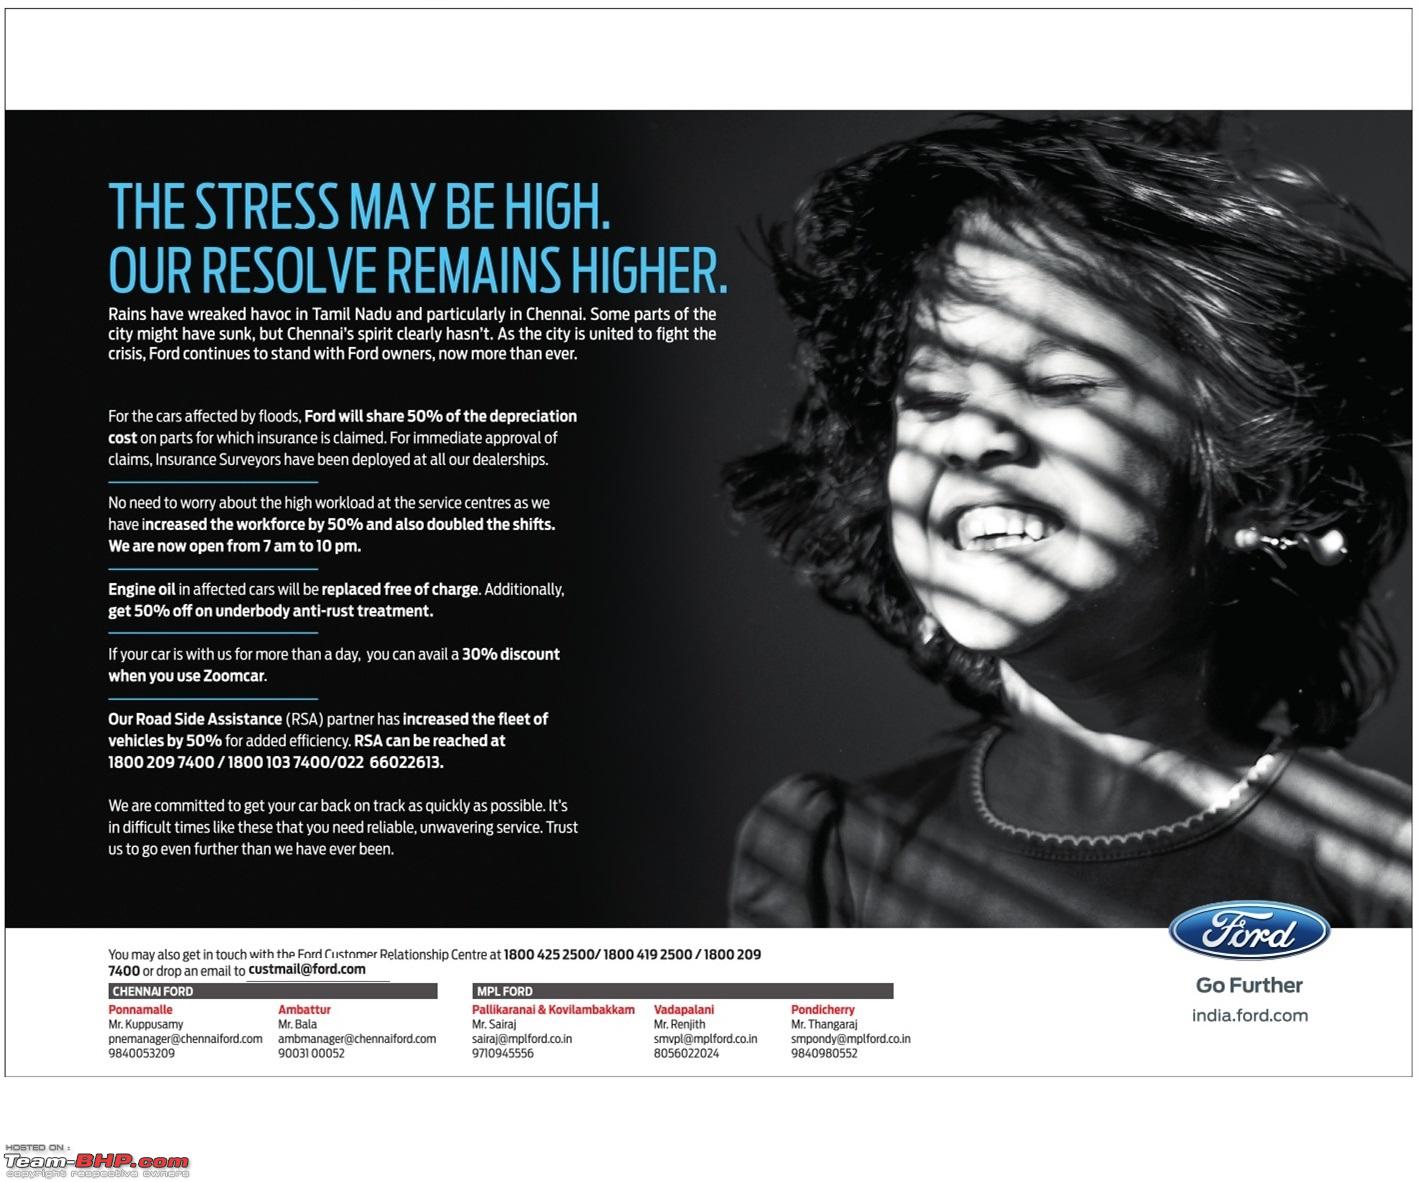 THE STRESS MAY BE HIGH.
OUR RESOLVE REMAINS HIGHER.
Rains have wreaked havoc in Tamil Nadu and particularly in Chennai. Some parts of the
city might have sunk, but Chennai's spirit clearly hasn't. As the city is united to fight the
crisis, Ford continues to stand with Ford owners, now more than ever.
For the cars affected by floods, Ford will share 50% of the depreciation
cost on parts for which insurance is claimed. For immediate approval of
claims, Insurance Surveyors have been deployed at all our dealerships.
No need to worry about the high workload at the service centres as we
have increased the workforce by 50% and also doubled the shifts.
We are now open from 7 am to 10 pm.
Engine oil in affected cars will be replaced free of charge. Additionally,
get 50% off on underbody anti-rust treatment.
If your car is with us for more than a day, you can avail a 30% discount
when you use Zoomcar.
Our Road Side Assistance (RSA) partner has increased the fleet of
vehicles by 50% for added efficiency. RSA can be reached at
1800 209 7400 / 1800 103 7400/022 66022613.
We are committed to get your car back on track as quickly as possible. It's
in difficult times like these that you need reliable, unwavering service. Trust
us to go even further than we have ever been.
Ford
Go Further
india.ford.com
You may also get in touch with the Ford Customer Relationship Centre at 1800 425 2500/ 1800 419 2500 / 1800 209
7400 or drop an email to custmail@ford.com
CHENNAI FORD
Ponnamalle
Mr. Kuppusamy
pnemanager@chennaiford.com
9840053209
Ambattur
Mr. Bala
ambmanager@chennaiford.com
90031 00052
MPL FORD
Pallikaranai & Kovilambakkam
Mr. Sairaj
sairaj@mplford.co.in
9710945556
Vadapalani
Mr. Renjith
smvpl@mplford.co.in
8056022024
Pondicherry
Mr. Thangaraj
smpondy@mplford.co.in
9840980552
HOSTED ON :
Team-BHP.com
copyright respective owners